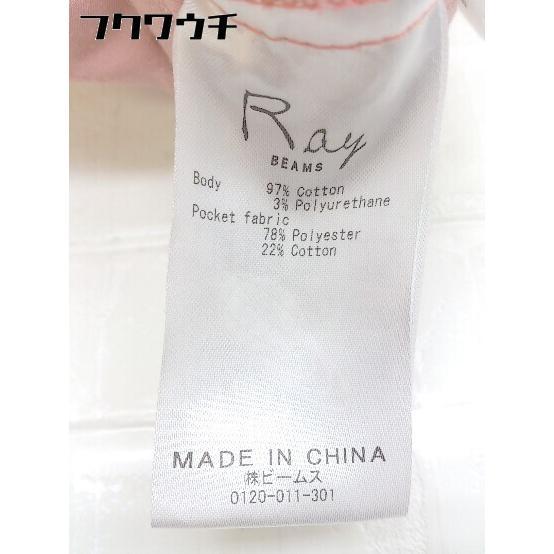 フクワウチ
Ray
BEAMS
Body 97% Cotton
3% Polyurethane
Pocket fabric
78% Polyester
22% Cotton
MADE IN CHINA
㈱ビームス
0120-011-301